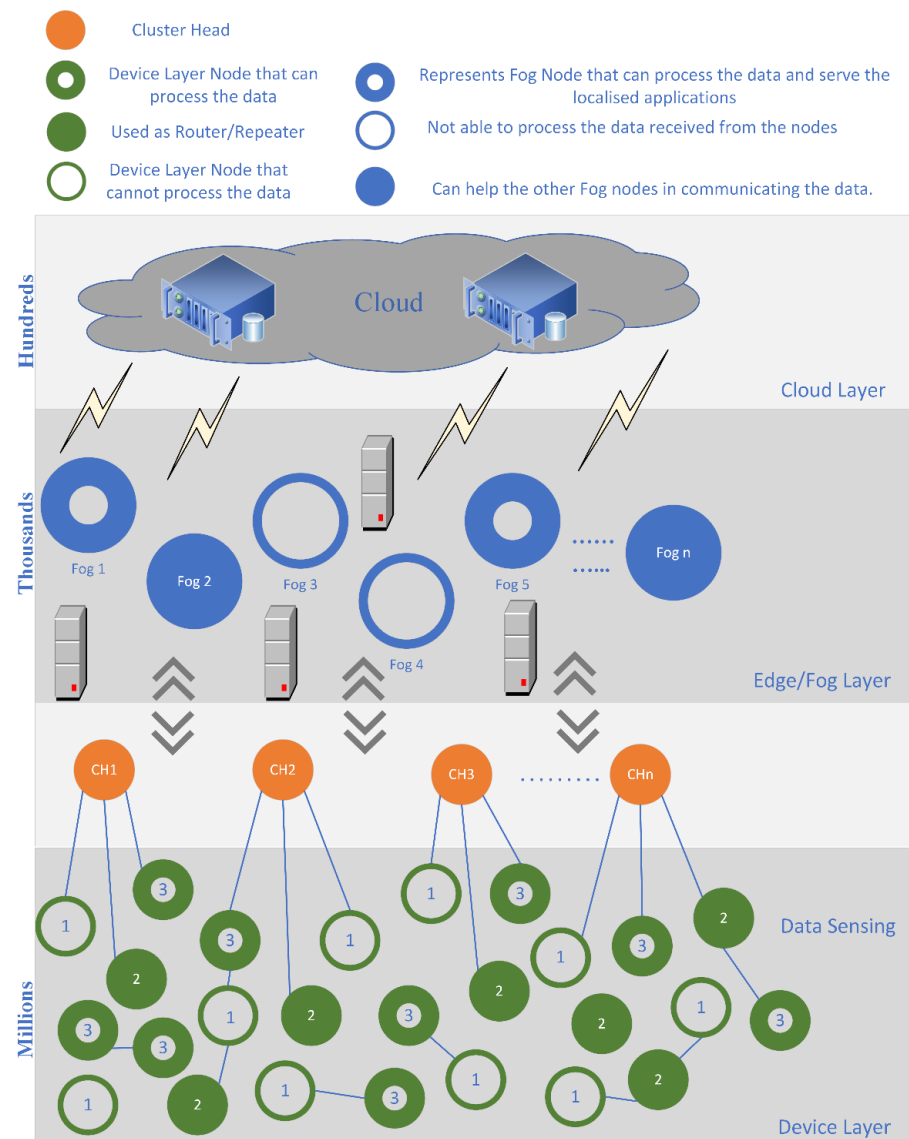 Cluster Head
Device Layer Node that can
process the data
Represents Fog Node that can process the data and serve the
localised applications
Used as Router/Repeater
Not able to process the data received from the nodes
Device Layer Node that
cannot process the data
Can help the other Fog nodes in communicating the data.
Hundreds
Cloud
Cloud Layer
Thousands
Fog 1
Fog 2
Fog 3
Fog 4
Fog 5
......
......
Fog n
Edge/Fog Layer
CH1
CH2
CH3
..........
CHn
Millions
1
3
2
3
3
1
2
3
1
1
2
1
3
2
3
1
1
3
1
3
2
2
1
3
1
2
Data Sensing
Device Layer